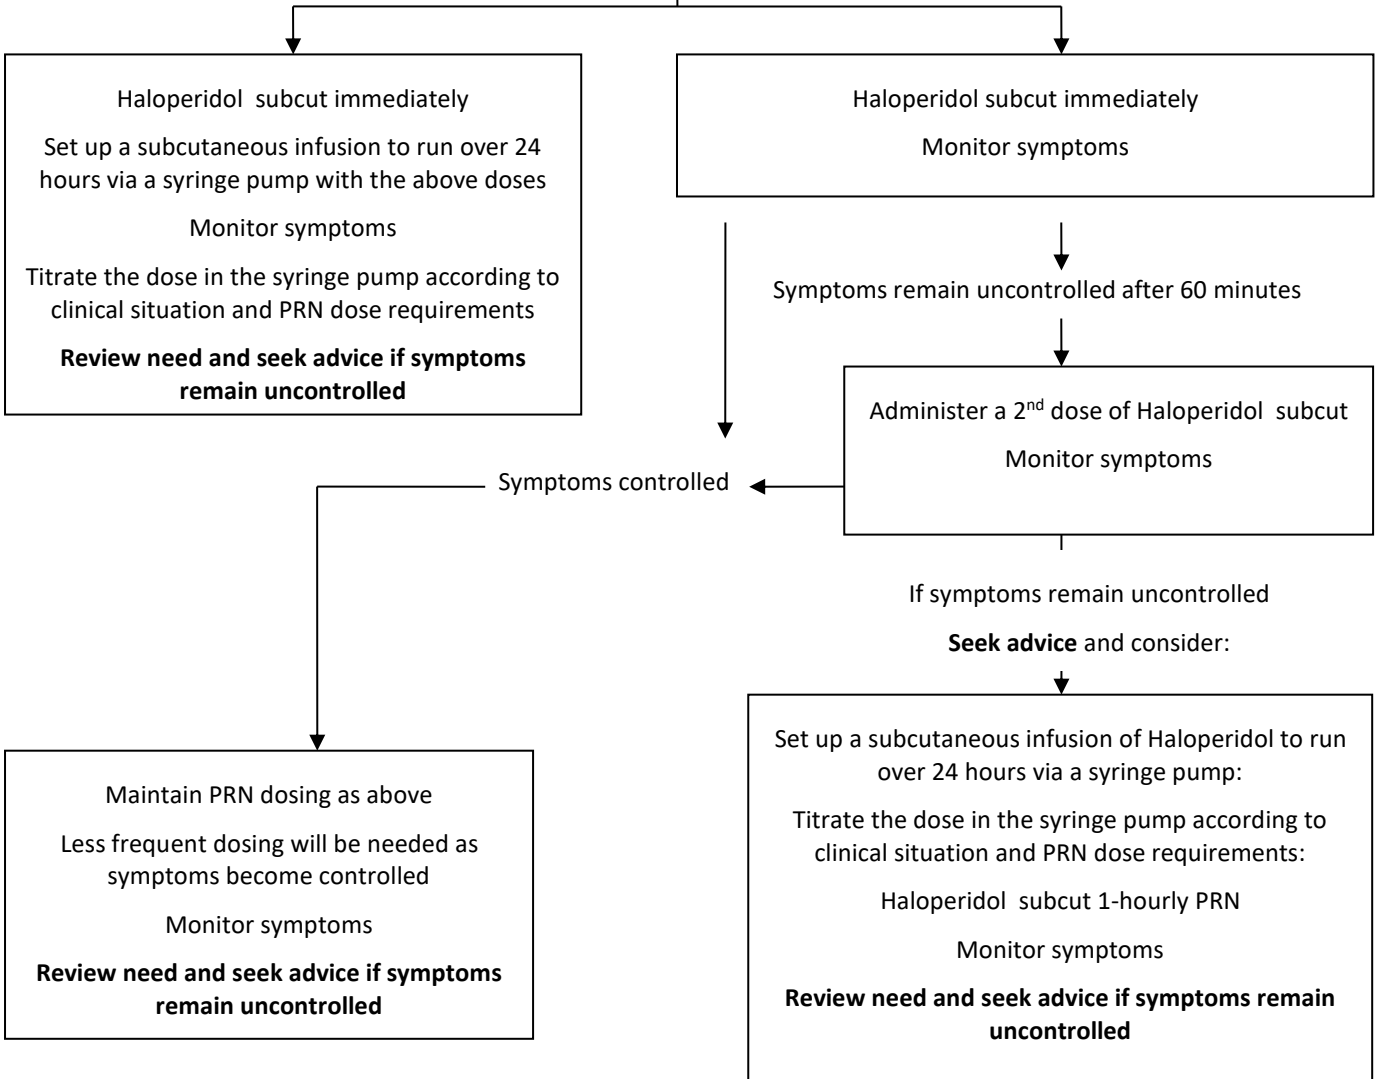 Haloperidol  subcut immediately
Set up a subcutaneous infusion to run over 24
hours via a syringe pump with the above doses
Monitor symptoms
Titrate the dose in the syringe pump according to
clinical situation and PRN dose requirements
Review need and seek advice if symptoms
remain uncontrolled
Haloperidol subcut immediately
Monitor symptoms
Symptoms remain uncontrolled after 60 minutes
Administer a 2nd dose of Haloperidol  subcut
Monitor symptoms
Symptoms controlled
If symptoms remain uncontrolled
Seek advice and consider:
Maintain PRN dosing as above
Less frequent dosing will be needed as
symptoms become controlled
Monitor symptoms
Review need and seek advice if symptoms
remain uncontrolled
Set up a subcutaneous infusion of Haloperidol to run
over 24 hours via a syringe pump:
Titrate the dose in the syringe pump according to
clinical situation and PRN dose requirements:
Haloperidol  subcut 1-hourly PRN
Monitor symptoms
Review need and seek advice if symptoms remain
uncontrolled